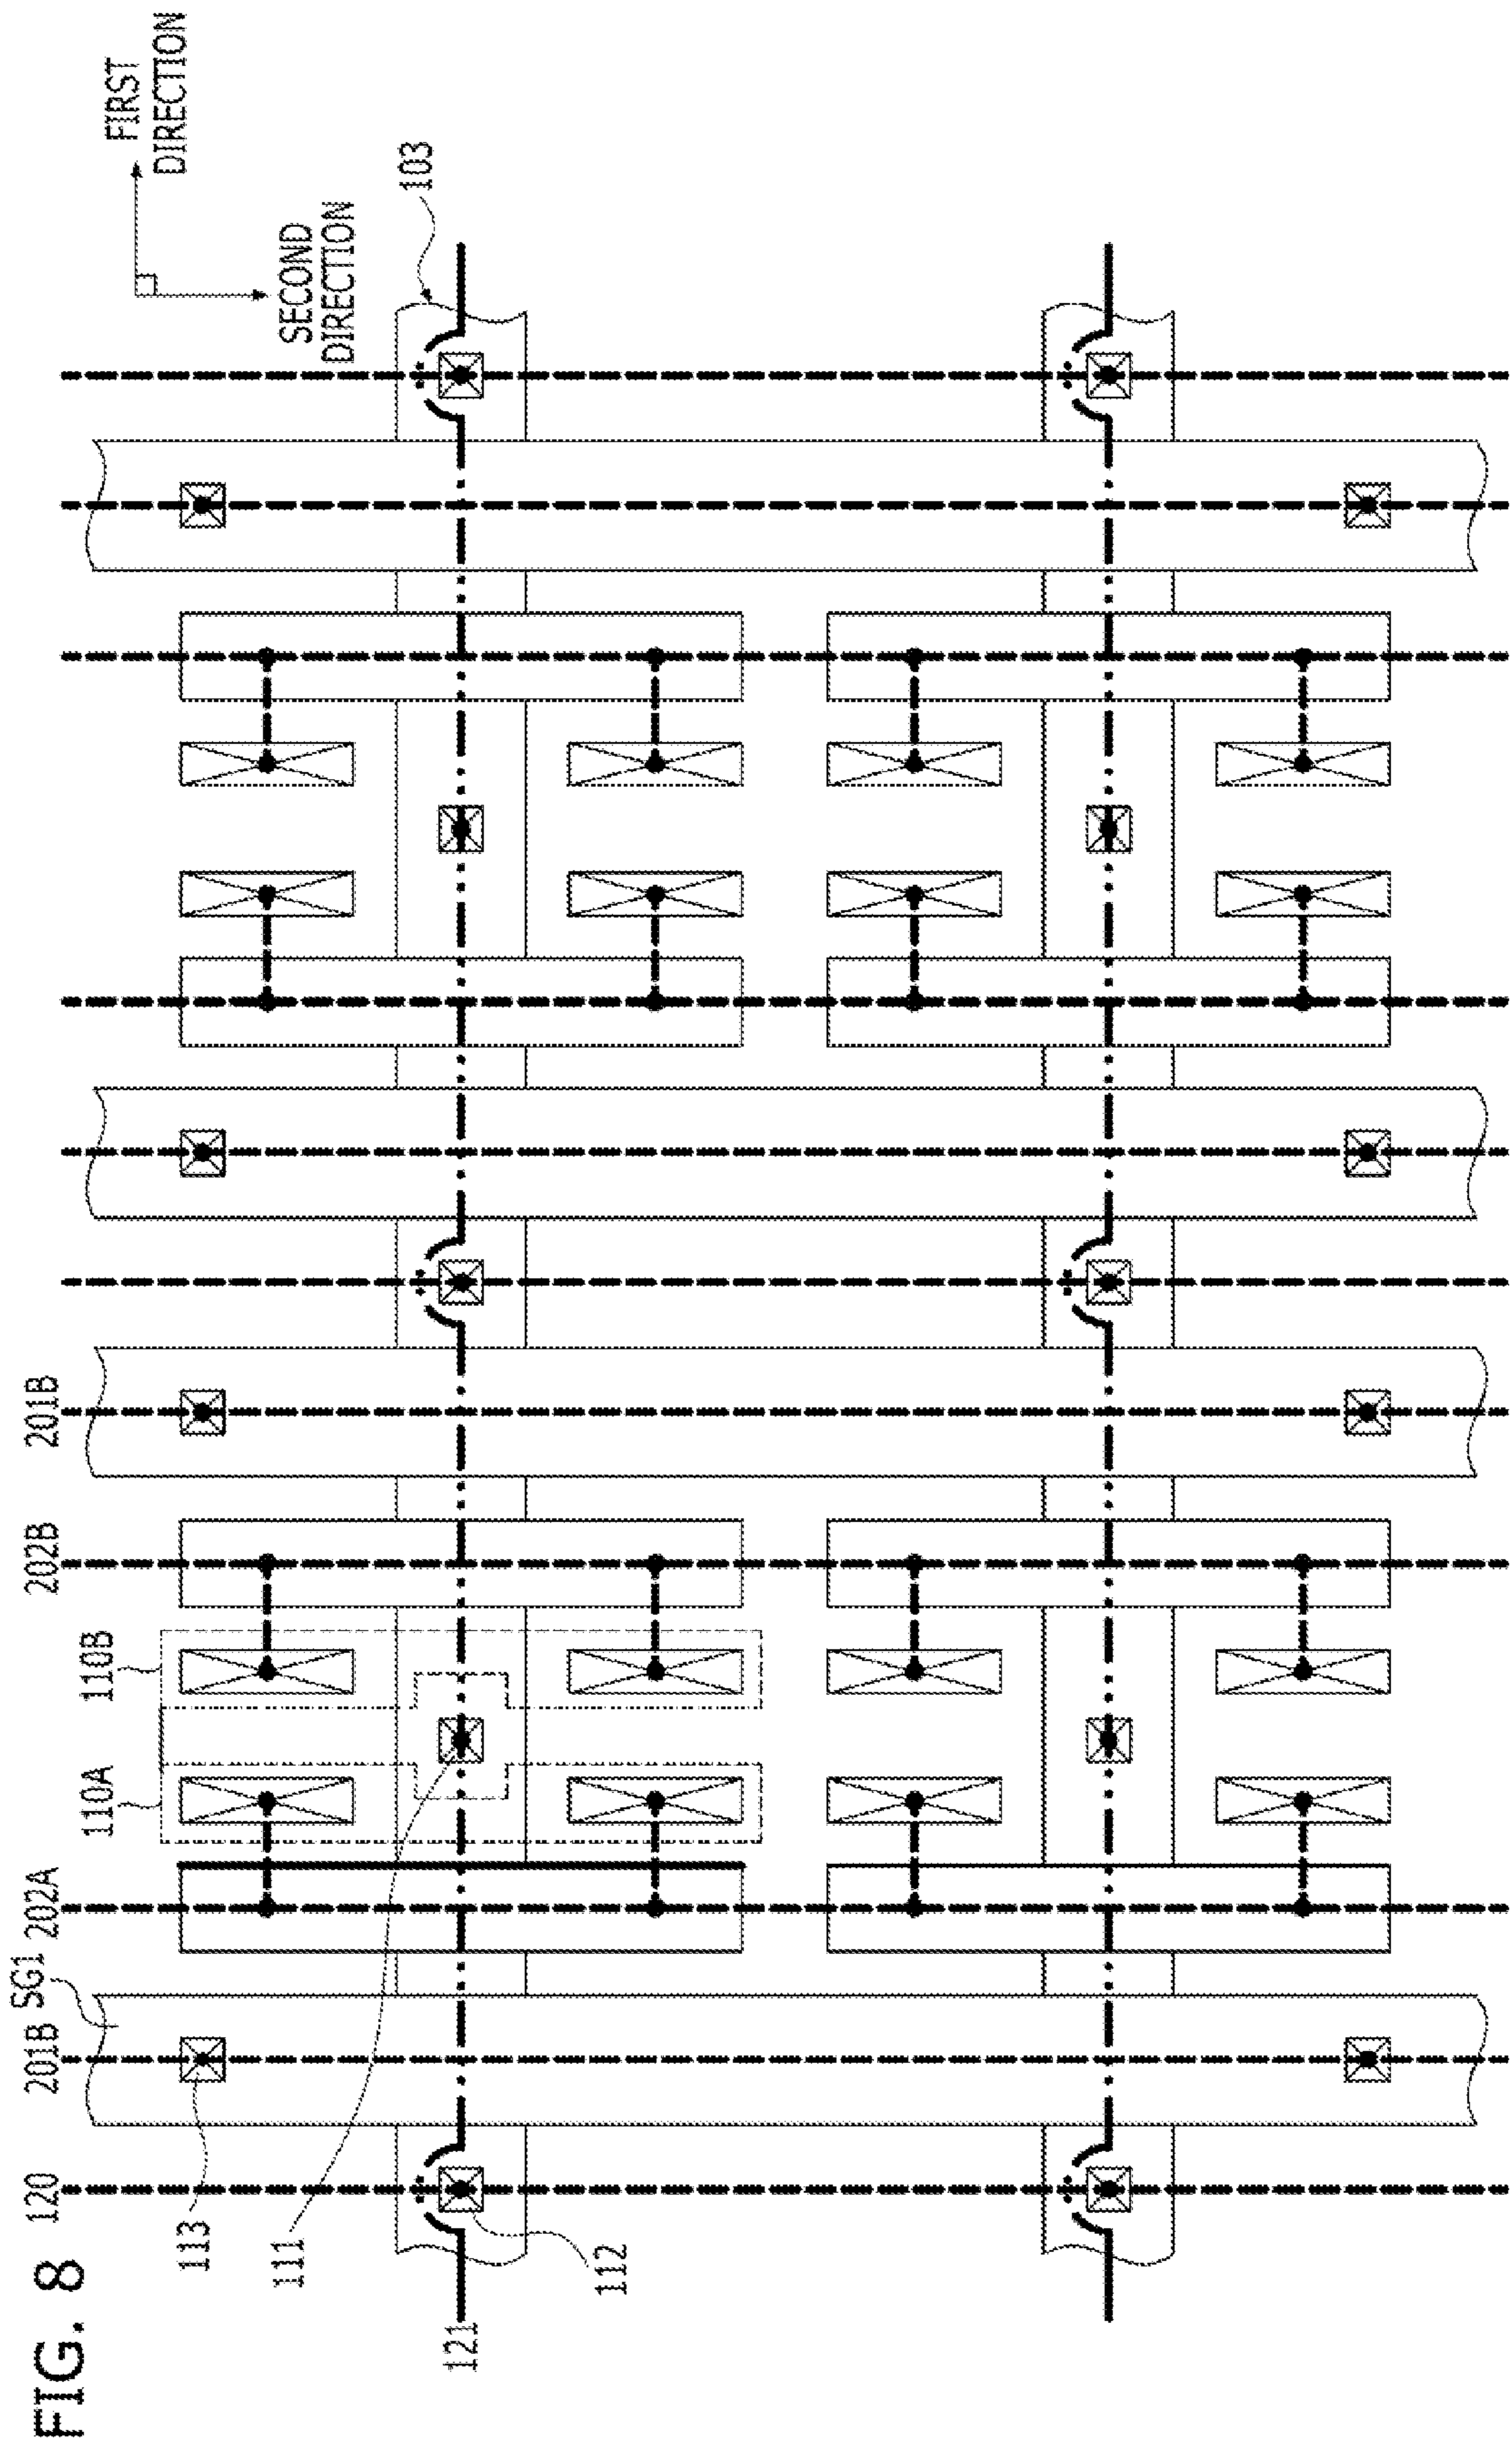 FIG. 8
120
201B
SG1
202A
110A
110B
202B
201B
113
111
112
121
103
FIRST
DIRECTION
SECOND
DIRECTION